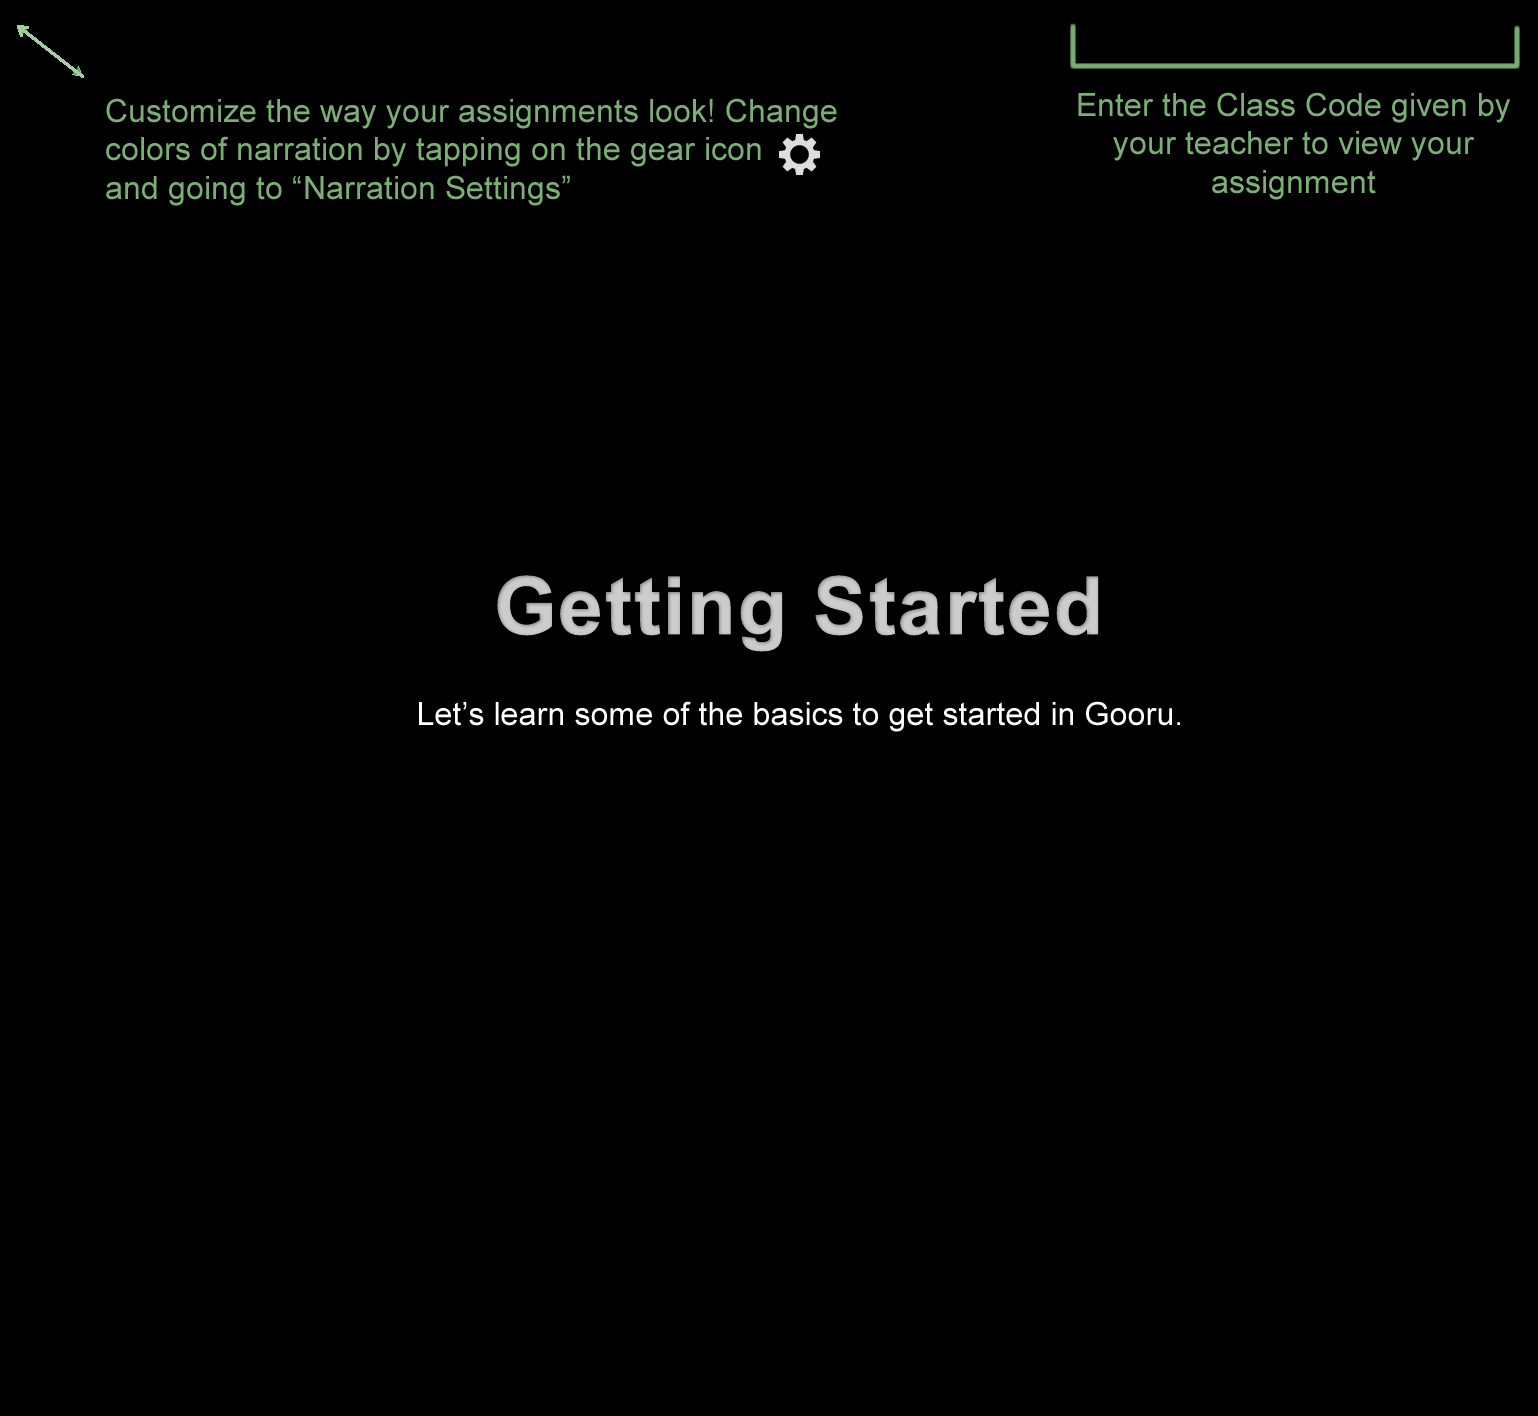 Customize the way your assignments look! Change
colors of narration by tapping on the gear icon
and going to “Narration Settings”
Enter the Class Code given by
your teacher to view your
assignment
Getting Started
Let’s learn some of the basics to get started in Gooru.